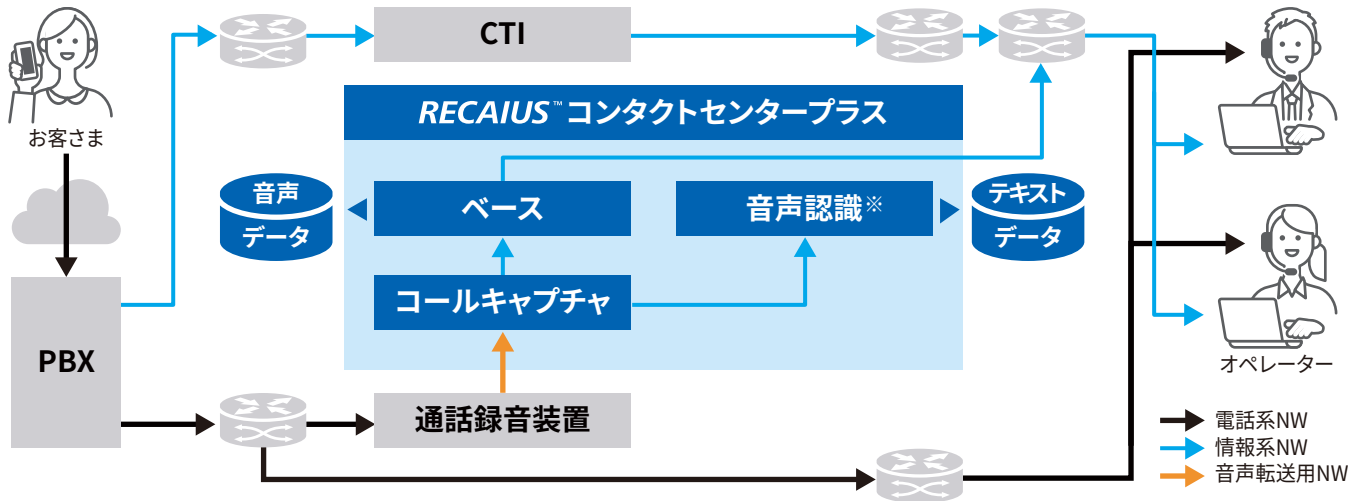 CTI
RECAIUS™ コンタクトセンタープラス
お客さま
音声
データ
ベース
音声認識※
テキスト
データ
コールキャプチャ
PBX
オペレーター
通話録音装置
電話系NW
情報系NW
音声転送用NW